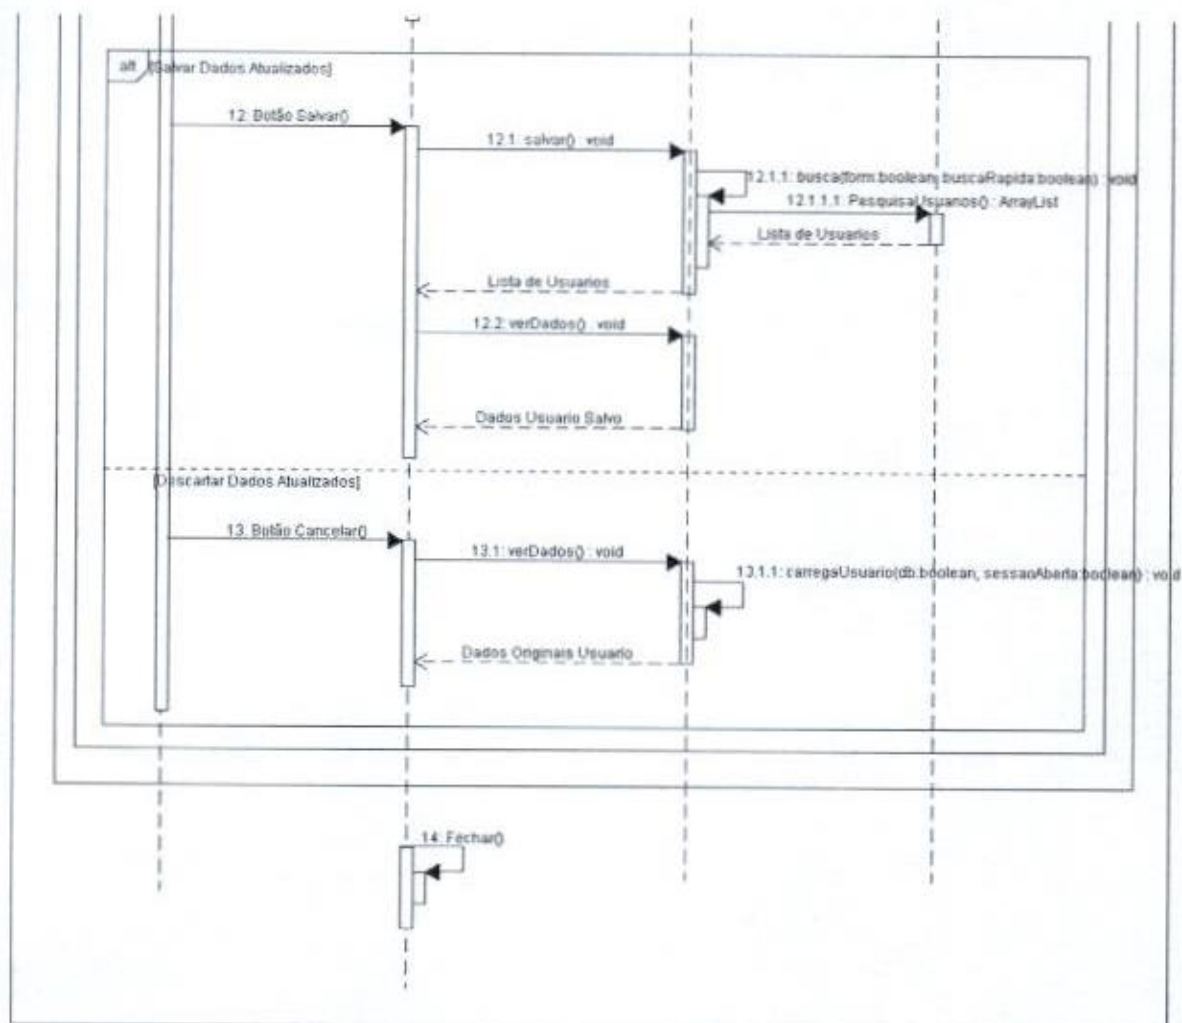 alt [Salvar Dados Atualizados]
12: Botão Salvar()
12.1: salvar() : void
12.1.1: busca(form:boolean, buscaRapida:boolean) : void
12.1.1.1: PesquisaUsuarios() : ArrayList
Lista de Usuarios
Lista de Usuarios
12.2: verDados() : void
Dados Usuario Salvo
[Descartar Dados Atualizados]
13: Botão Cancelar()
13.1: verDados() : void
13.1.1: carregaUsuario(db:boolean, sessaoAberta:boolean) : void
Dados Originais Usuario
14: Fechar()